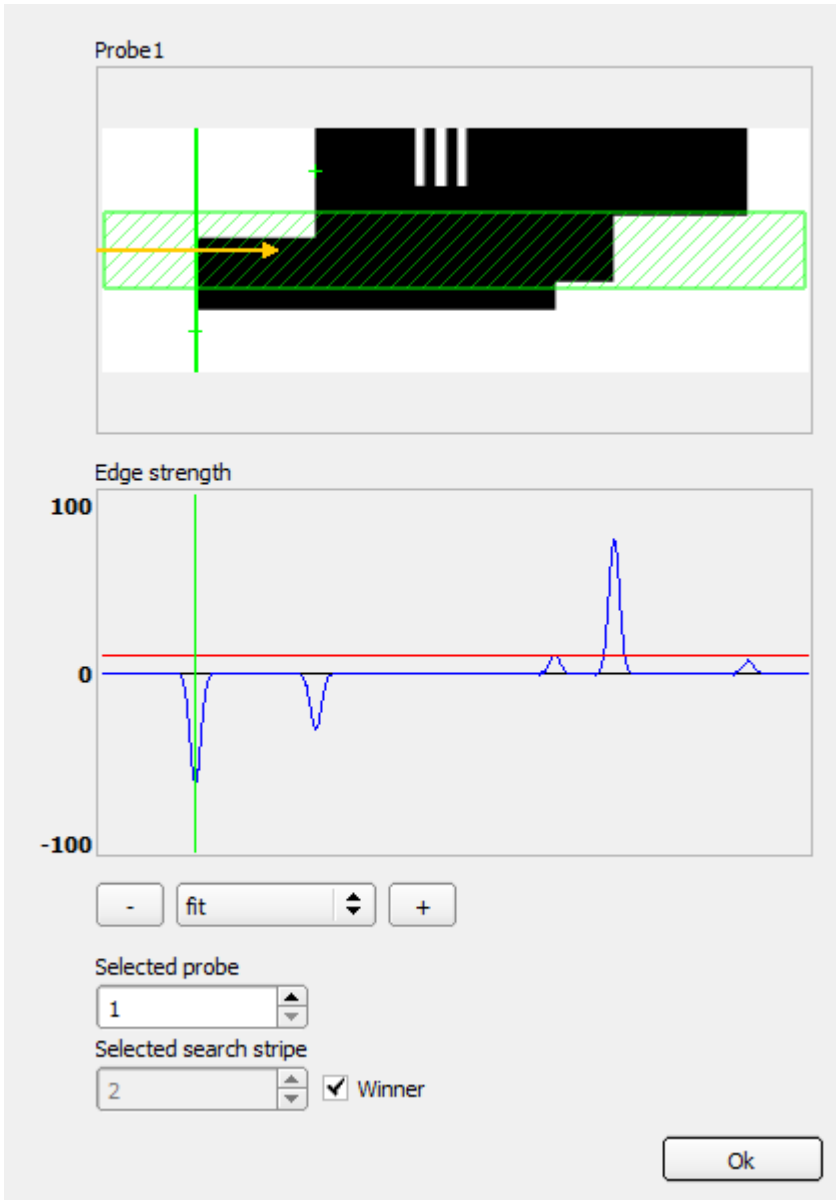 Probe1
Edge strength
100
0
-100
- fit +
Selected probe
1
Selected search stripe
2 Winner
Ok